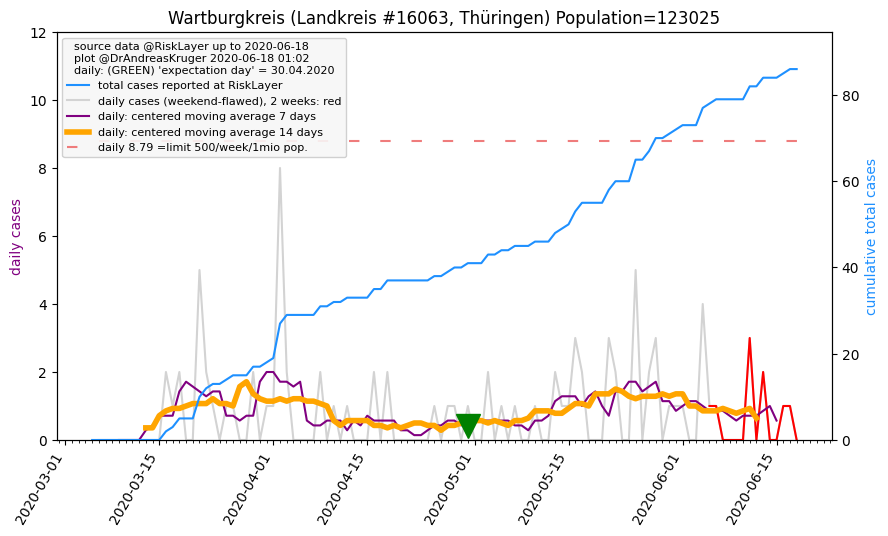 Wartburgkreis (Landkreis #16063, Thüringen) Population=123025
source data @RiskLayer up to 2020-06-18
plot @DrAndreasKruger 2020-06-18 01:02
daily: (GREEN) 'expectation day' = 30.04.2020
total cases reported at RiskLayer
daily cases (weekend-flawed), 2 weeks: red
daily: centered moving average 7 days
daily: centered moving average 14 days
daily 8.79 =limit 500/week/1mio pop.
daily cases
12
10
8
6
4
2
0
80
60
40
20
0
cumulative total cases
2020-03-01
2020-03-15
2020-04-01
2020-04-15
2020-05-01
2020-05-15
2020-06-01
2020-06-15